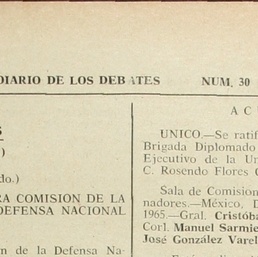 DIARIO DE LOS DEBATES NUM. 30
S
)
do.)
RA COMISION DE LA
DEFENSA NACIONAL
n de la Defensa Na-
A C
UNICO.—Se ratif
Brigada Diplomado
Ejecutivo de la Un
C. Rosendo Flores
Sala de Comision
nadores.—México, D
1965.—Gral. Cristób
Corl. Manuel Sarmie
José González Varel